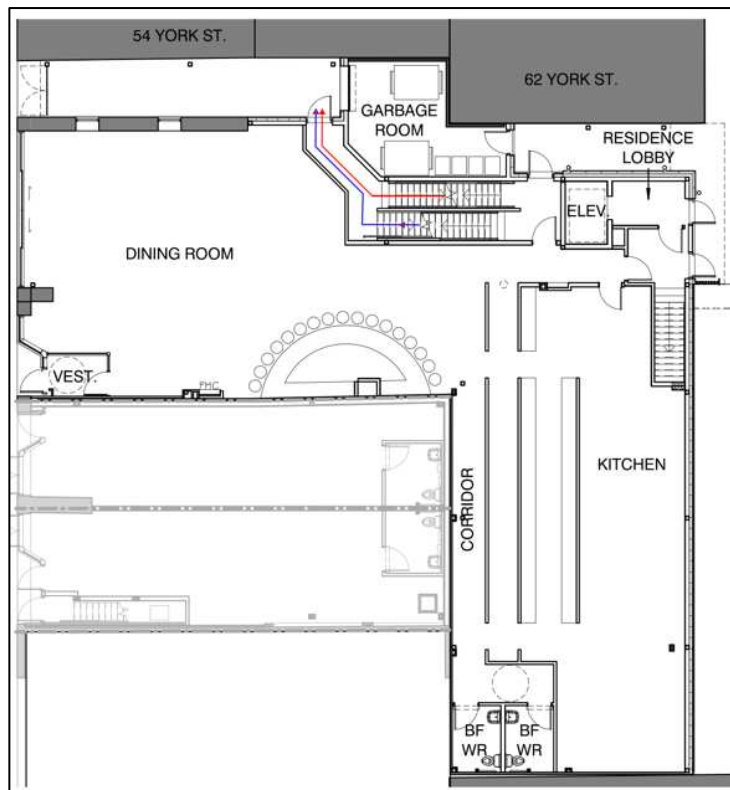 54 YORK ST.
62 YORK ST.
GARBAGE
ROOM
RESIDENCE
LOBBY
ELEV
DINING ROOM
VEST.
FHC
CORRIDOR
KITCHEN
BF
WR
BF
WR